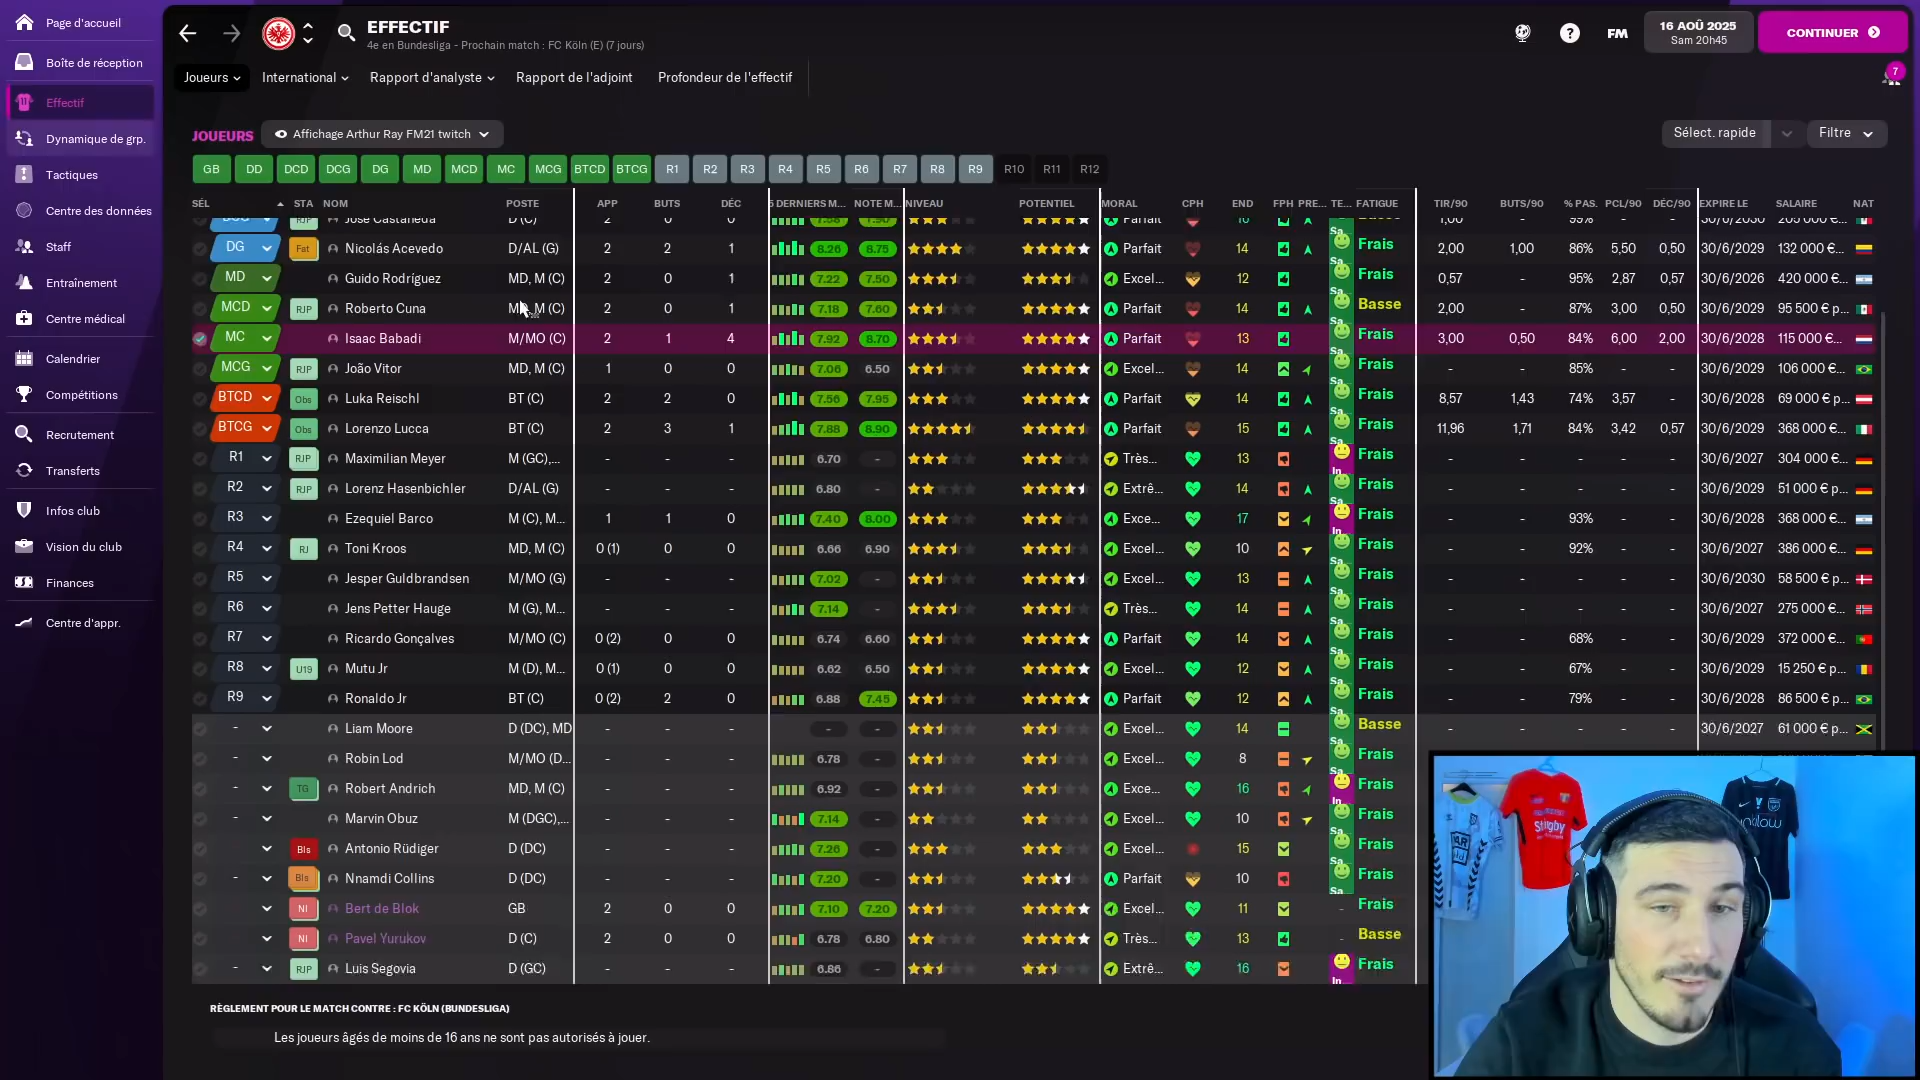 Page d'accueil
Boîte de réception
Effectif
Dynamique de grp.
Tactiques
Centre des données
Staff
Entraînement
Centre médical
Calendrier
Compétitions
Recrutement
Transferts
Infos club
Vision du club
Finances
Centre d'appr.
EFFECTIF
4e en Bundesliga - Prochain match : FC Köln (E) (7 jours)
FM
16 AOÛ 2025
Sam 20h45
CONTINUER
7
Joueurs International Rapport d'analyste Rapport de l'adjoint Profondeur de l'effectif
JOUEURS Affichage Arthur Ray FM21 twitch Sélect. rapide Filtre
GB DD DCD DCG DG MD MCD MC MCG BTCD BTCG R1 R2 R3 R4 R5 R6 R7 R8 R9 R10 R11 R12
SÉL STA NOM POSTE APP BUTS DÉC 5 DERNIERS M... NOTE M... NIVEAU POTENTIEL MORAL CPH END FPH PRE... TE... FATIGUE TIR/90 BUTS/90 % PAS. PCL/90 DÉC/90 EXPIRE LE SALAIRE NAT
DG Fat Nicolás Acevedo D/AL (G) 2 2 1 8.26 8.75 Parfait 14 Frais 2,00 1,00 86% 5,50 0,50 30/6/2029 132 000 €...
MD Guido Rodríguez MD, M (C) 2 0 1 7.22 7.50 Excel... 12 Frais 0,57 - 95% 2,87 0,57 30/6/2026 420 000 €...
MCD RJP Roberto Cuna M (C) 2 0 1 7.18 7.60 Parfait 14 Basse 2,00 - 87% 3,00 0,50 30/6/2029 95 500 € p...
MC Isaac Babadi M/MO (C) 2 1 4 7.92 8.70 Parfait 13 Frais 3,00 0,50 84% 6,00 2,00 30/6/2028 115 000 €...
MCG RJP João Vitor MD, M (C) 1 0 0 7.06 6.50 Excel... 14 Frais - - 85% - - 30/6/2029 106 000 €...
BTCD Obs Luka Reischl BT (C) 2 2 0 7.56 7.95 Parfait 14 Frais 8,57 1,43 74% 3,57 - 30/6/2028 69 000 € p...
BTCG Obs Lorenzo Lucca BT (C) 2 3 1 7.88 8.90 Parfait 15 Frais 11,96 1,71 84% 3,42 0,57 30/6/2029 368 000 €...
R1 RJP Maximilian Meyer M (GC),... - - - 6.70 - Très... 13 Frais - - - - - 30/6/2027 304 000 €...
R2 RJP Lorenz Hasenbichler D/AL (G) - - - 6.80 - Extrê... 14 Frais - - - - - 30/6/2029 51 000 € p...
R3 Ezequiel Barco M (C), M... 1 1 0 7.40 8.00 Exce... 17 Frais - - 93% - - 30/6/2028 368 000 €...
R4 RJ Toni Kroos MD, M (C) 0 (1) 0 0 6.66 6.90 Excel... 10 Frais - - 92% - - 30/6/2027 386 000 €...
R5 Jesper Guldbrandsen M/MO (G) - - - 7.02 - Excel... 13 Frais - - - - - 30/6/2030 58 500 € p...
R6 Jens Petter Hauge M (G), M... - - - 7.14 - Très... 14 Frais - - - - - 30/6/2027 275 000 €...
R7 Ricardo Gonçalves M/MO (C) 0 (2) 0 0 6.74 6.60 Parfait 14 Frais - - 68% - - 30/6/2029 372 000 €...
R8 U19 Mutu Jr M (D), M... 0 (1) 0 0 6.62 6.50 Excel... 12 Frais - - 67% - - 30/6/2029 15 250 € p...
R9 Ronaldo Jr BT (C) 0 (2) 2 0 6.88 7.45 Parfait 12 Frais - - 79% - - 30/6/2028 86 500 € p...
- Liam Moore D (DC), MD - - - - - Excel... 14 Basse - - - - - 30/6/2027 61 000 € p...
- Robin Lod M/MO (D... - - - 6.78 - Excel... 8 Frais
- TG Robert Andrich MD, M (C) - - - 6.92 - Exce... 16 Frais
- Marvin Obuz M (DGC),... - - - 7.14 - Excel... 10 Frais
- Bls Antonio Rüdiger D (DC) - - - 7.26 - Excel... 15 Frais
- Bls Nnamdi Collins D (DC) - - - 7.20 - Parfait 10 Frais
- NI Bert de Blok GB 2 0 0 7.10 7.20 Excel... 11 - Frais
- NI Pavel Yurukov D (C) 2 0 0 6.78 6.80 Très... 13 - Basse
- RJP Luis Segovia D (GC) - - - 6.86 - Extrê... 16 Frais
RÈGLEMENT POUR LE MATCH CONTRE : FC KÖLN (BUNDESLIGA)
Les joueurs âgés de moins de 16 ans ne sont pas autorisés à jouer.